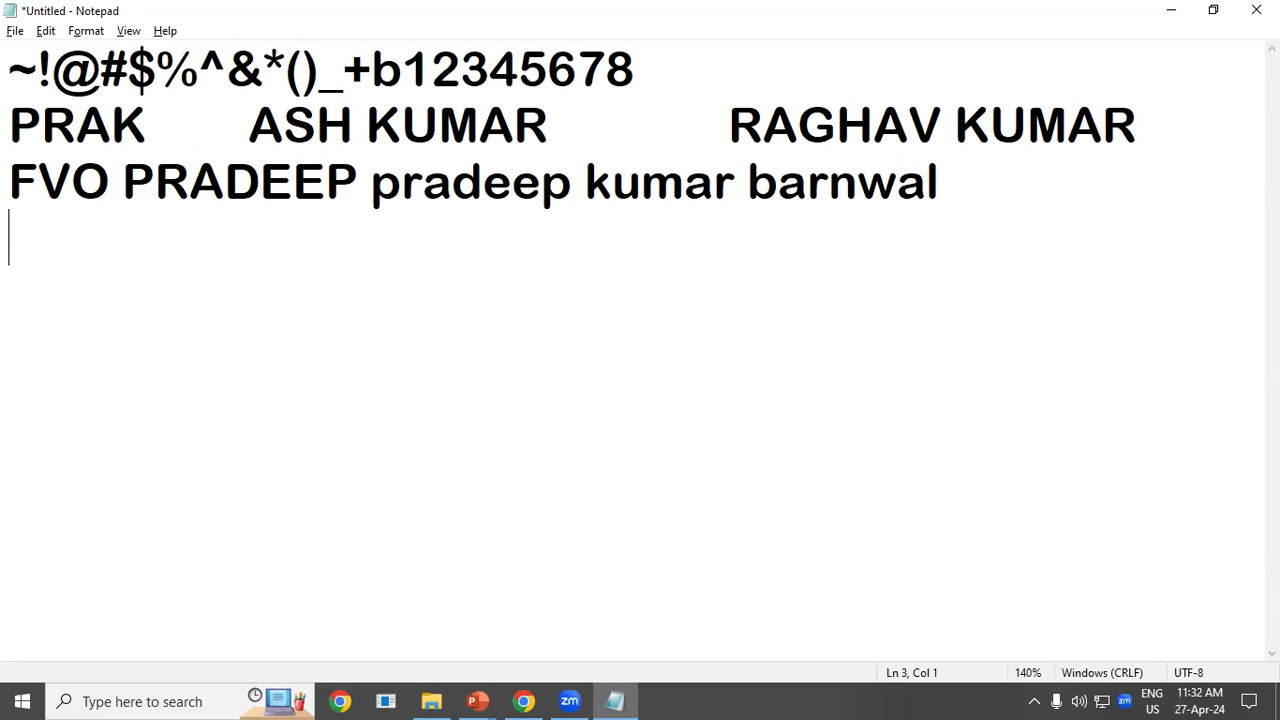 *Untitled - Notepad
File Edit Format View Help
~!@#$%^&*()_+b12345678
PRAK ASH KUMAR RAGHAV KUMAR
FVO PRADEEP pradeep kumar barnwal
Ln 3, Col 1 140% Windows (CRLF) UTF-8
Type here to search zm ENG 11:32 AM
US 27-Apr-24